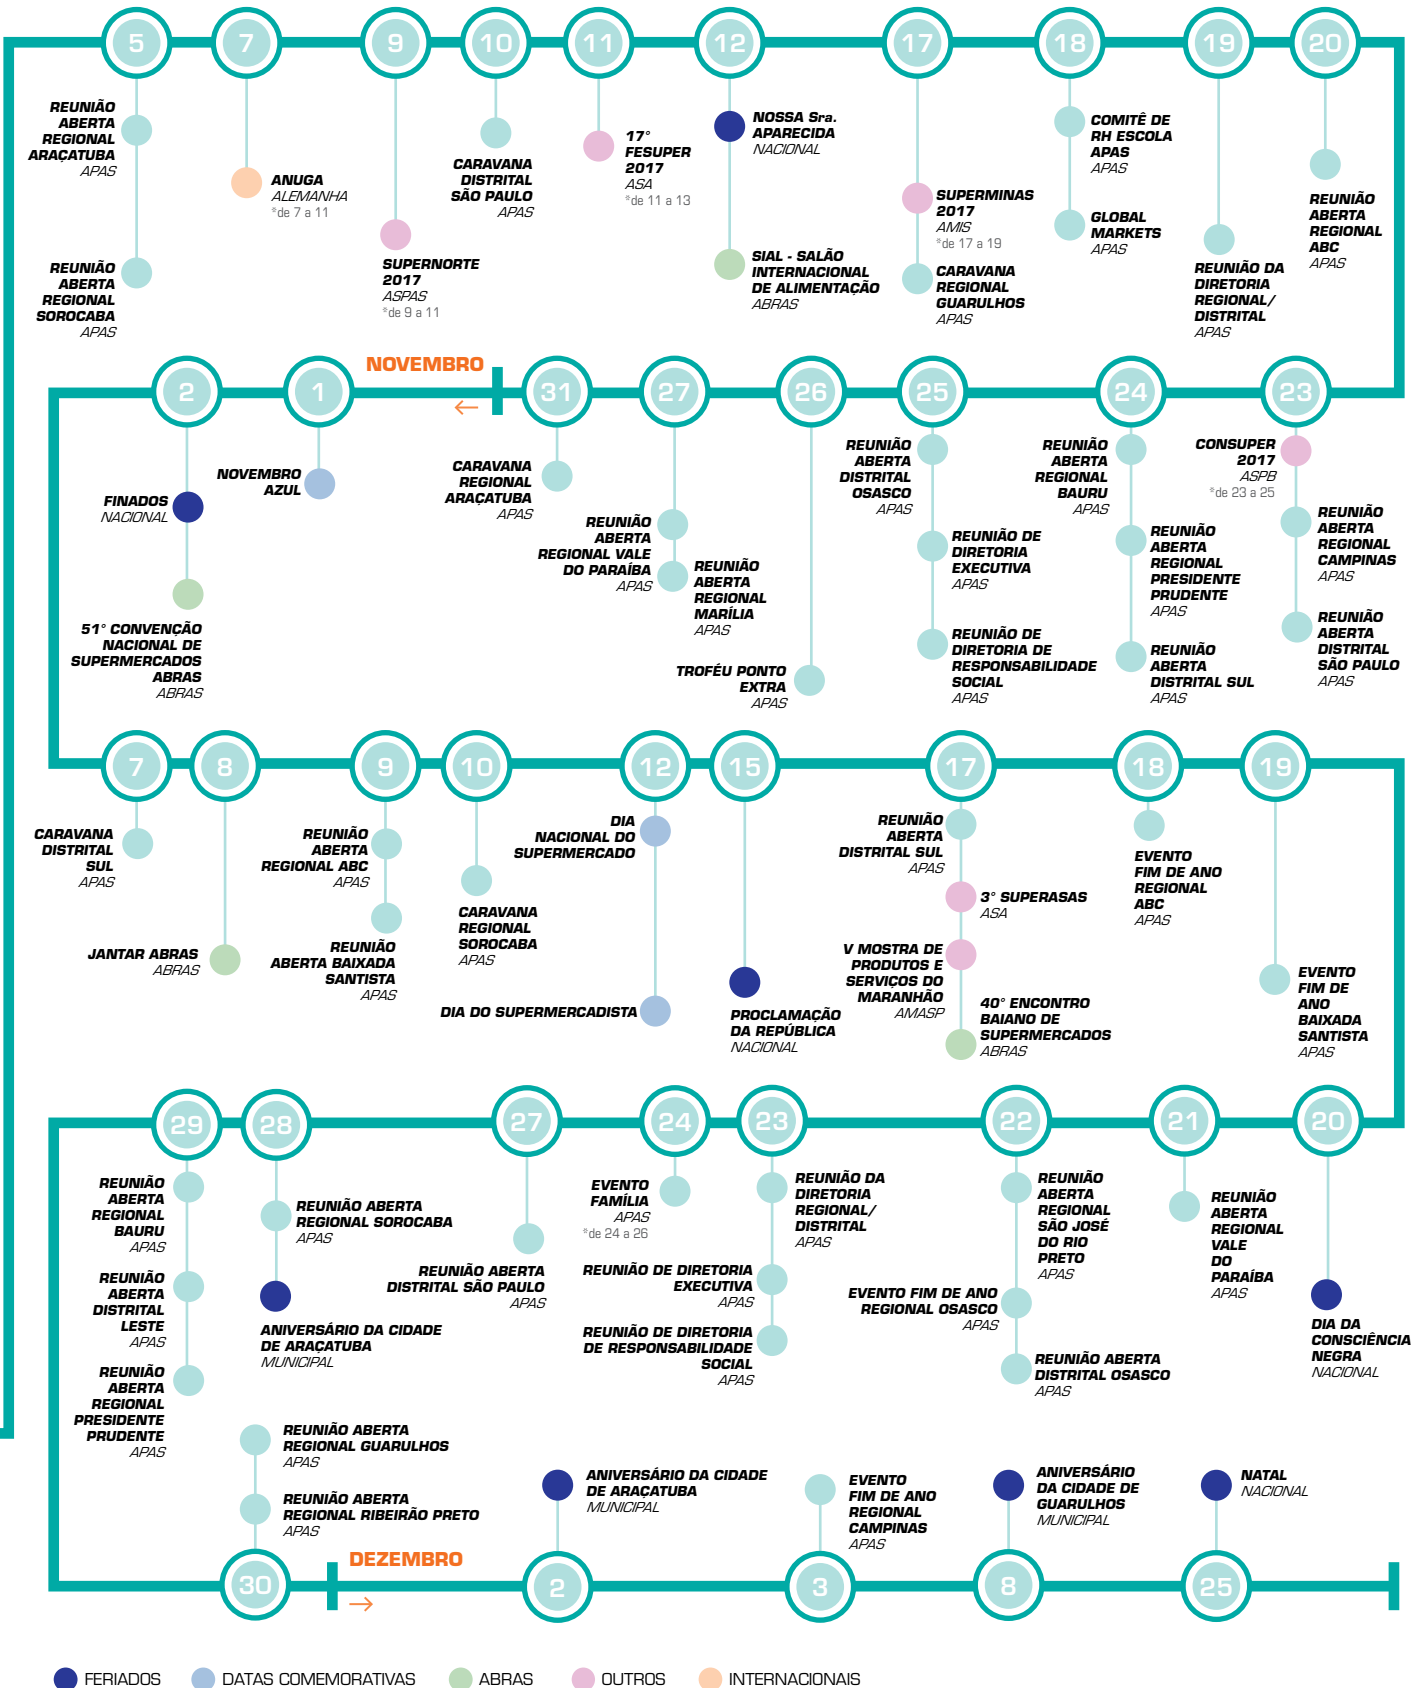 5
REUNIÃO
ABERTA
REGIONAL
ARAÇATUBA
APAS
REUNIÃO
ABERTA
REGIONAL
SOROCABA
APAS
7
ANUGA
ALEMANHA
*de 7 a 11
9
SUPERNORTE
2017
ASPAS
*de 9 a 11
10
CARAVANA
DISTRITAL
SÃO PAULO
APAS
11
17°
FESUPER
2017
ASA
*de 11 a 13
12
NOSSA Sra.
APARECIDA
NACIONAL
SIAL - SALÃO
INTERNACIONAL
DE ALIMENTAÇÃO
ABRAS
17
SUPERMINAS
2017
AMIS
*de 17 a 19
CARAVANA
REGIONAL
GUARULHOS
APAS
18
COMITÊ DE
RH ESCOLA
APAS
APAS
GLOBAL
MARKETS
APAS
19
REUNIÃO DA
DIRETORIA
REGIONAL/
DISTRITAL
APAS
20
REUNIÃO
ABERTA
REGIONAL
ABC
APAS
23
CONSUPER
2017
ASPB
*de 23 a 25
REUNIÃO
ABERTA
REGIONAL
CAMPINAS
APAS
REUNIÃO
ABERTA
DISTRITAL
SÃO PAULO
APAS
24
REUNIÃO
ABERTA
REGIONAL
BAURU
APAS
REUNIÃO
ABERTA
REGIONAL
PRESIDENTE
PRUDENTE
APAS
REUNIÃO
ABERTA
DISTRITAL SUL
APAS
25
REUNIÃO
ABERTA
DISTRITAL
OSASCO
APAS
REUNIÃO DE
DIRETORIA
EXECUTIVA
APAS
REUNIÃO DE
DIRETORIA DE
RESPONSABILIDADE
SOCIAL
APAS
26
TROFÉU PONTO
EXTRA
APAS
27
REUNIÃO
ABERTA
REGIONAL VALE
DO PARAÍBA
APAS
REUNIÃO
ABERTA
REGIONAL
MARÍLIA
APAS
31
CARAVANA
REGIONAL
ARAÇATUBA
APAS
NOVEMBRO
←
1
NOVEMBRO
AZUL
2
FINADOS
NACIONAL
51° CONVENÇÃO
NACIONAL DE
SUPERMERCADOS
ABRAS
ABRAS
7
CARAVANA
DISTRITAL
SUL
APAS
8
JANTAR ABRAS
ABRAS
9
REUNIÃO
ABERTA
REGIONAL ABC
APAS
REUNIÃO
ABERTA BAIXADA
SANTISTA
APAS
10
CARAVANA
REGIONAL
SOROCABA
APAS
12
DIA
NACIONAL DO
SUPERMERCADO
DIA DO SUPERMERCADISTA
15
PROCLAMAÇÃO
DA REPÚBLICA
NACIONAL
17
REUNIÃO
ABERTA
DISTRITAL SUL
APAS
3° SUPERASAS
ASA
V MOSTRA DE
PRODUTOS E
SERVIÇOS DO
MARANHÃO
AMASP
40° ENCONTRO
BAIANO DE
SUPERMERCADOS
ABRAS
18
EVENTO
FIM DE ANO
REGIONAL
ABC
APAS
19
EVENTO
FIM DE
ANO
BAIXADA
SANTISTA
APAS
20
DIA DA
CONSCIÊNCIA
NEGRA
NACIONAL
21
REUNIÃO
ABERTA
REGIONAL
VALE
DO
PARAÍBA
APAS
22
REUNIÃO
ABERTA
REGIONAL
SÃO JOSÉ
DO RIO
PRETO
APAS
EVENTO FIM DE ANO
REGIONAL OSASCO
APAS
REUNIÃO ABERTA
DISTRITAL OSASCO
APAS
23
REUNIÃO DA
DIRETORIA
REGIONAL/
DISTRITAL
APAS
REUNIÃO DE DIRETORIA
EXECUTIVA
APAS
REUNIÃO DE DIRETORIA
DE RESPONSABILIDADE
SOCIAL
APAS
24
EVENTO
FAMÍLIA
APAS
*de 24 a 26
27
REUNIÃO ABERTA
DISTRITAL SÃO PAULO
APAS
28
REUNIÃO ABERTA
REGIONAL SOROCABA
APAS
ANIVERSÁRIO DA CIDADE
DE ARAÇATUBA
MUNICIPAL
29
REUNIÃO
ABERTA
REGIONAL
BAURU
APAS
REUNIÃO
ABERTA
DISTRITAL
LESTE
APAS
REUNIÃO
ABERTA
REGIONAL
PRESIDENTE
PRUDENTE
APAS
REUNIÃO ABERTA
REGIONAL GUARULHOS
APAS
REUNIÃO ABERTA
REGIONAL RIBEIRÃO PRETO
APAS
30
DEZEMBRO
→
ANIVERSÁRIO DA CIDADE
DE ARAÇATUBA
MUNICIPAL
2
EVENTO
FIM DE ANO
REGIONAL
CAMPINAS
APAS
3
ANIVERSÁRIO
DA CIDADE DE
GUARULHOS
MUNICIPAL
8
NATAL
NACIONAL
25
FERIADOS
DATAS COMEMORATIVAS
ABRAS
OUTROS
INTERNACIONAIS